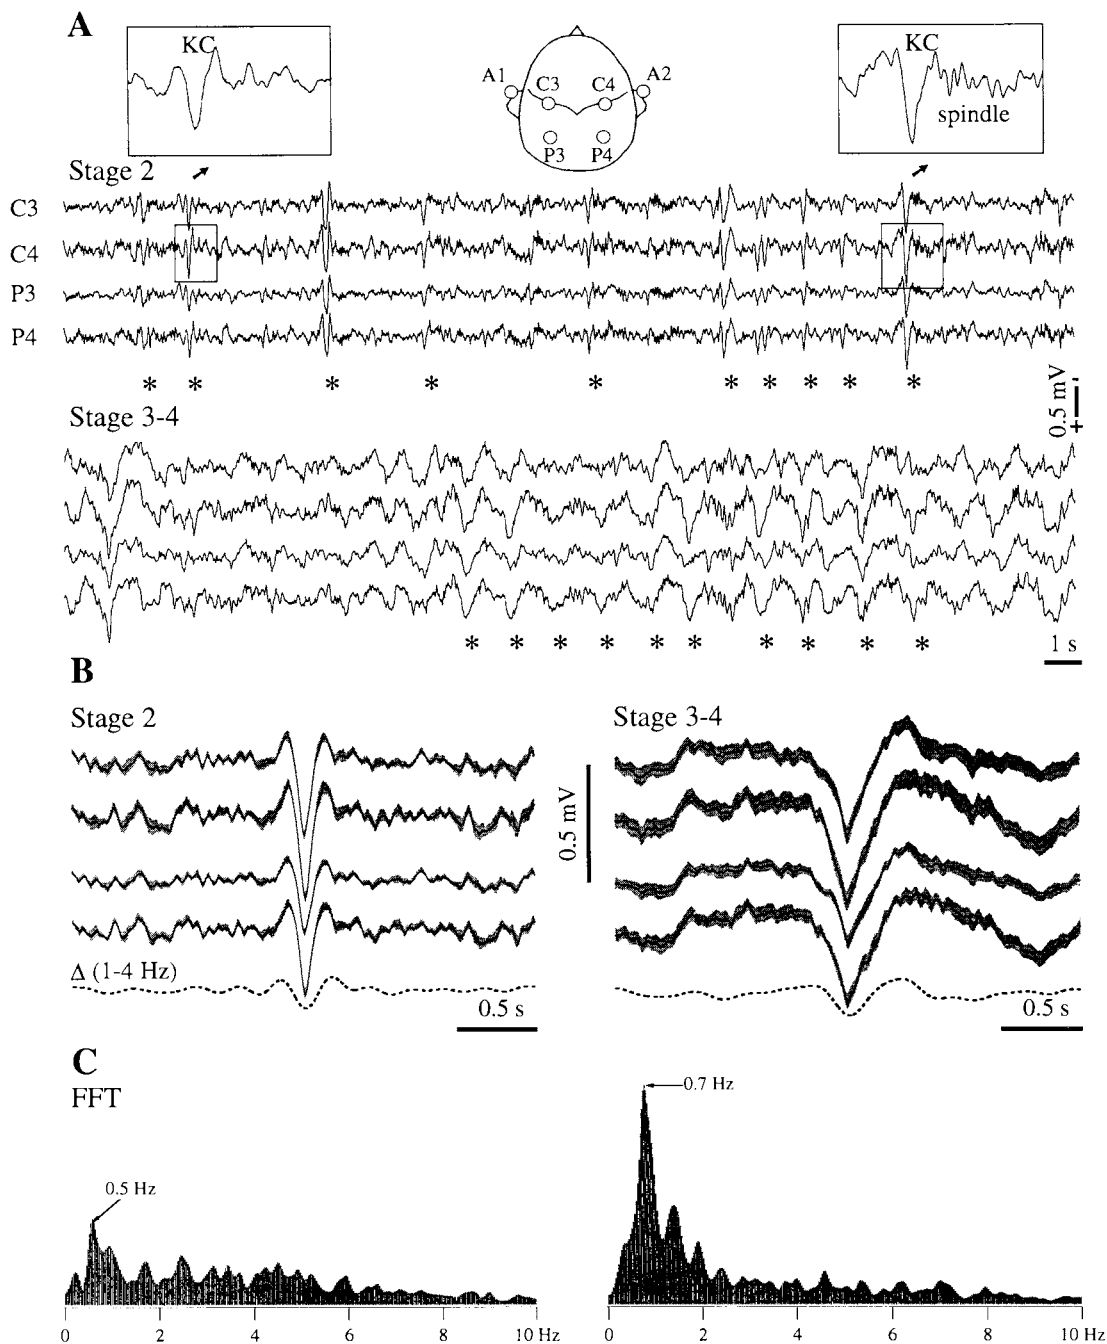 A
KC
A1
C3
C4
A2
P3
P4
KC
spindle
Stage 2
C3
C4
P3
P4
* * * * * * * * * *
0.5 mV
-
+
Stage 3-4
* * * * * * * * * *
1 s
B
Stage 2
Stage 3-4
0.5 mV
Δ (1-4 Hz)
0.5 s
0.5 s
C
FFT
0.5 Hz
0.7 Hz
0 2 4 6 8 10 Hz
0 2 4 6 8 10 Hz